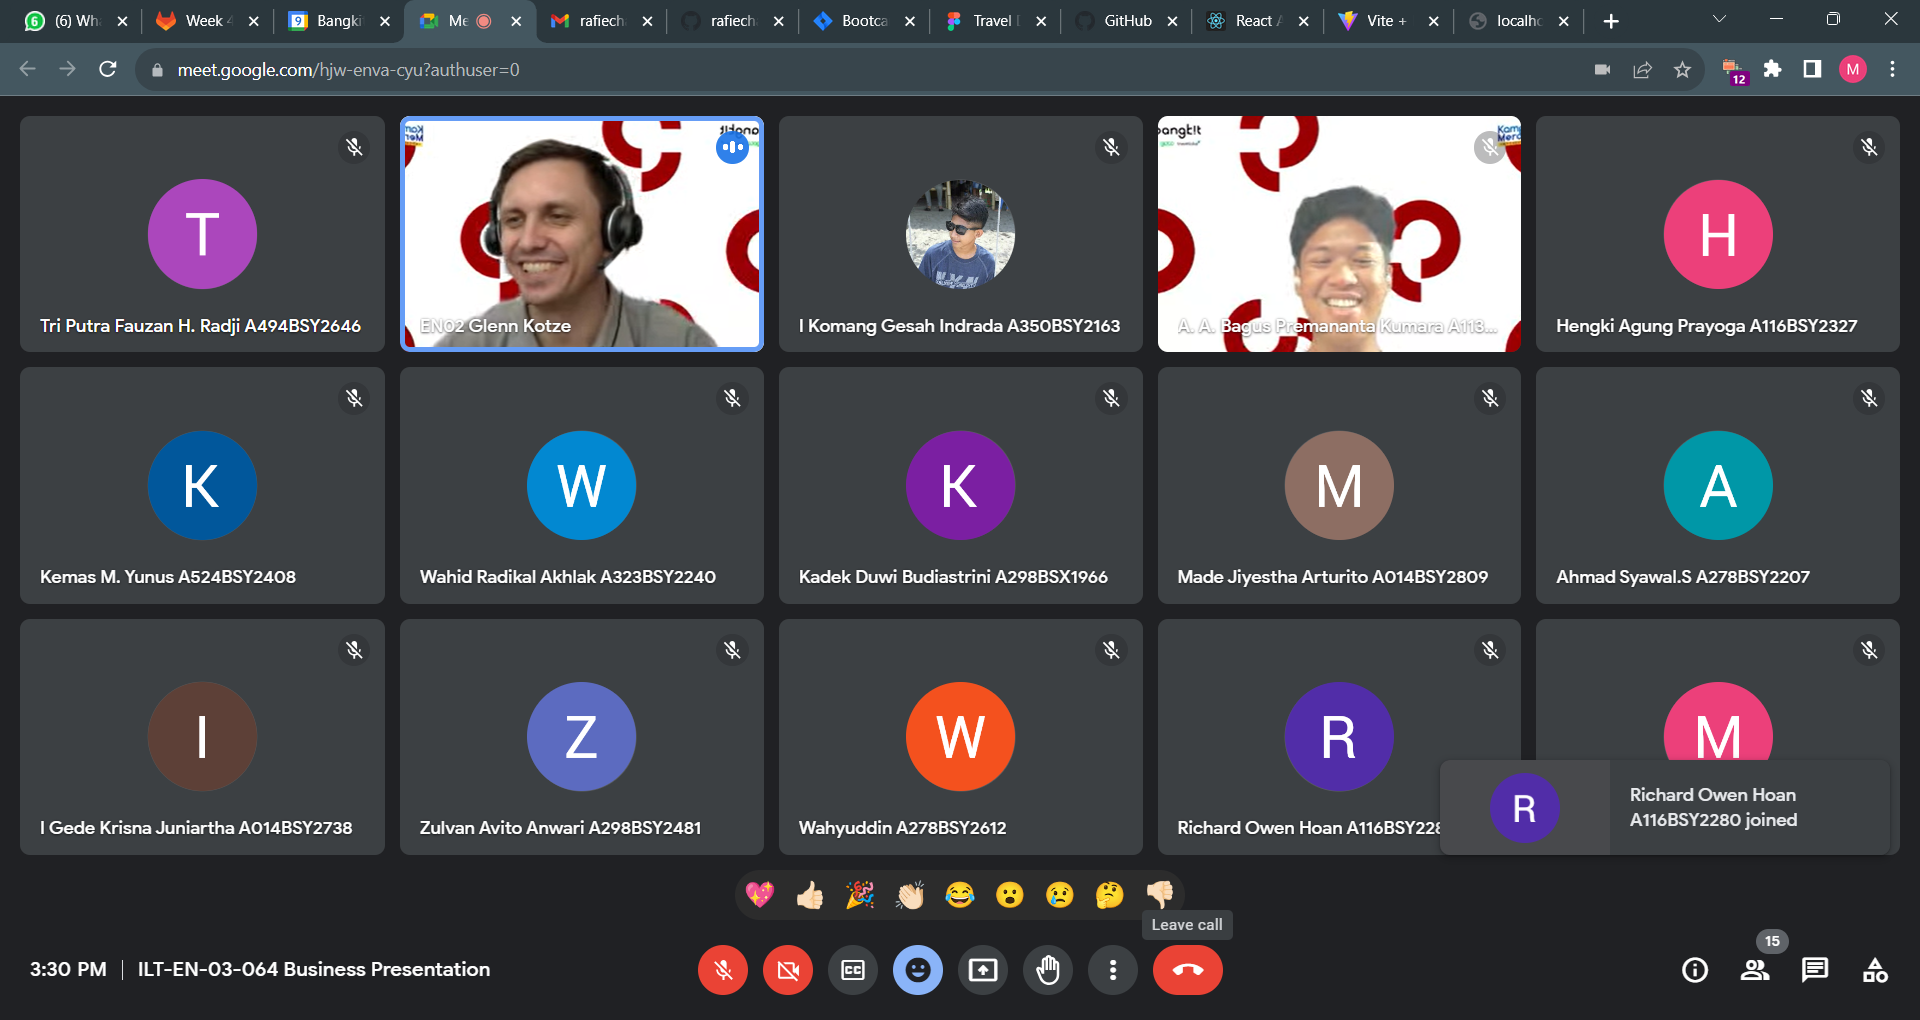 (6) Wh
Week 4
Bangki
Me
rafiech
rafiech
Bootca
Travel
GitHub
React
Vite +
localho
meet.google.com/hjw-enva-cyu?authuser=0
12
M
T
Tri Putra Fauzan H. Radji A494BSY2646
EN02 Glenn Kotze
I Komang Gesah Indrada A350BSY2163
A. A. Bagus Premananta Kumara A113...
H
Hengki Agung Prayoga A116BSY2327
K
Kemas M. Yunus A524BSY2408
W
Wahid Radikal Akhlak A323BSY2240
K
Kadek Duwi Budiastrini A298BSX1966
M
Made Jiyestha Arturito A014BSY2809
A
Ahmad Syawal.S A278BSY2207
I
I Gede Krisna Juniartha A014BSY2738
Z
Zulvan Avito Anwari A298BSY2481
W
Wahyuddin A278BSY2612
R
Richard Owen Hoan A116BSY228
M
R
Richard Owen Hoan
A116BSY2280 joined
Leave call
3:30 PM | ILT-EN-03-064 Business Presentation
15